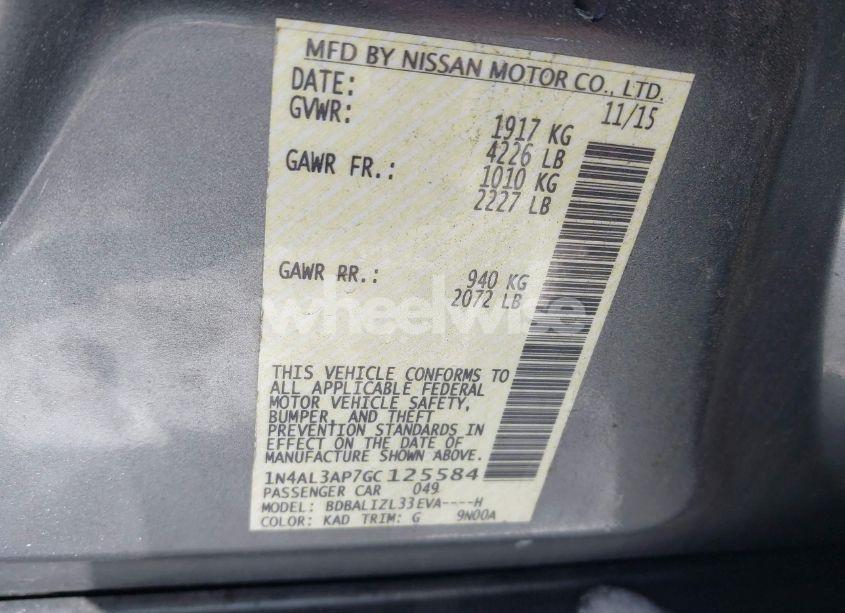 MFD BY NISSAN MOTOR CO., LTD.
DATE: 11/15
GVWR: 1917 KG
4226 LB
GAWR FR.: 1010 KG
2227 LB
GAWR RR.: 940 KG
2072 LB
wheelwise
THIS VEHICLE CONFORMS TO
ALL APPLICABLE FEDERAL
MOTOR VEHICLE SAFETY,
BUMPER, AND THEFT
PREVENTION STANDARDS IN
EFFECT ON THE DATE OF
MANUFACTURE SHOWN ABOVE.
1N4AL3AP7GC125584
PASSENGER CAR 049
MODEL: BDBALIZL33EVA----H
COLOR: KAD TRIM: G 9N00A